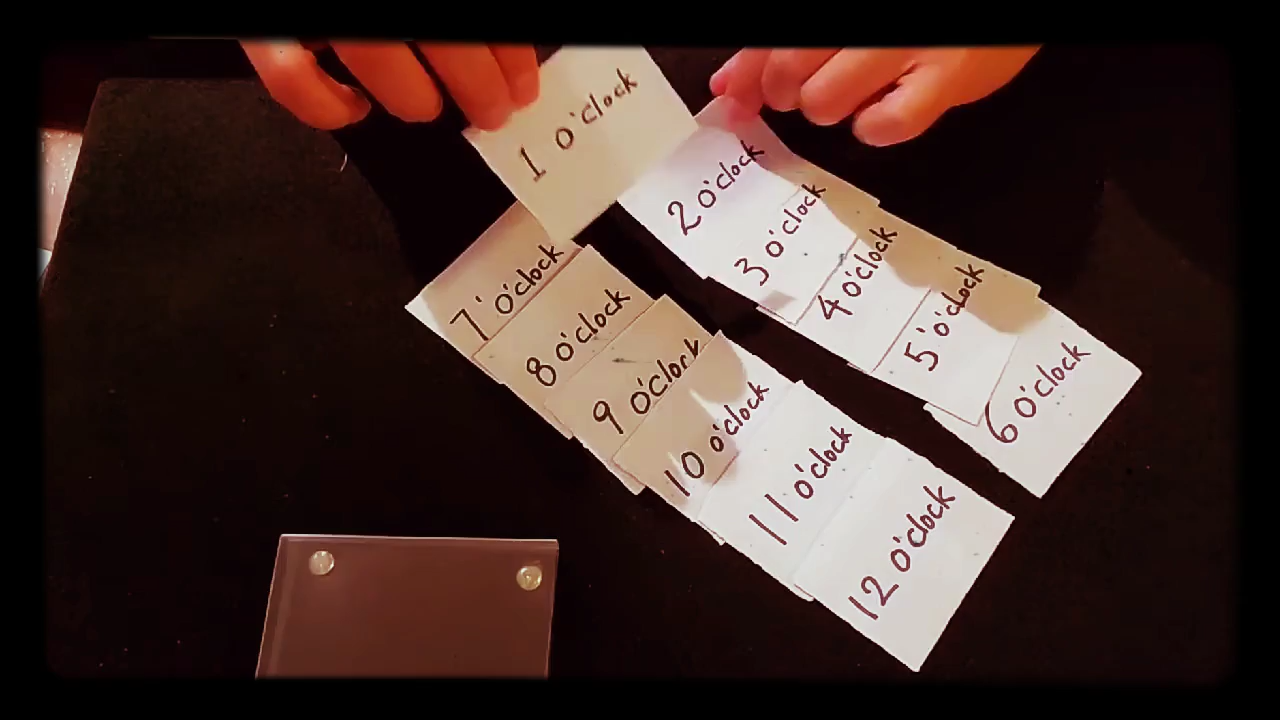 1 o'clock
2 o'clock
3 o'clock
4 o'clock
5 o'clock
6 o'clock
7 o'clock
8 o'clock
9 o'clock
10 o'clock
11 o'clock
12 o'clock